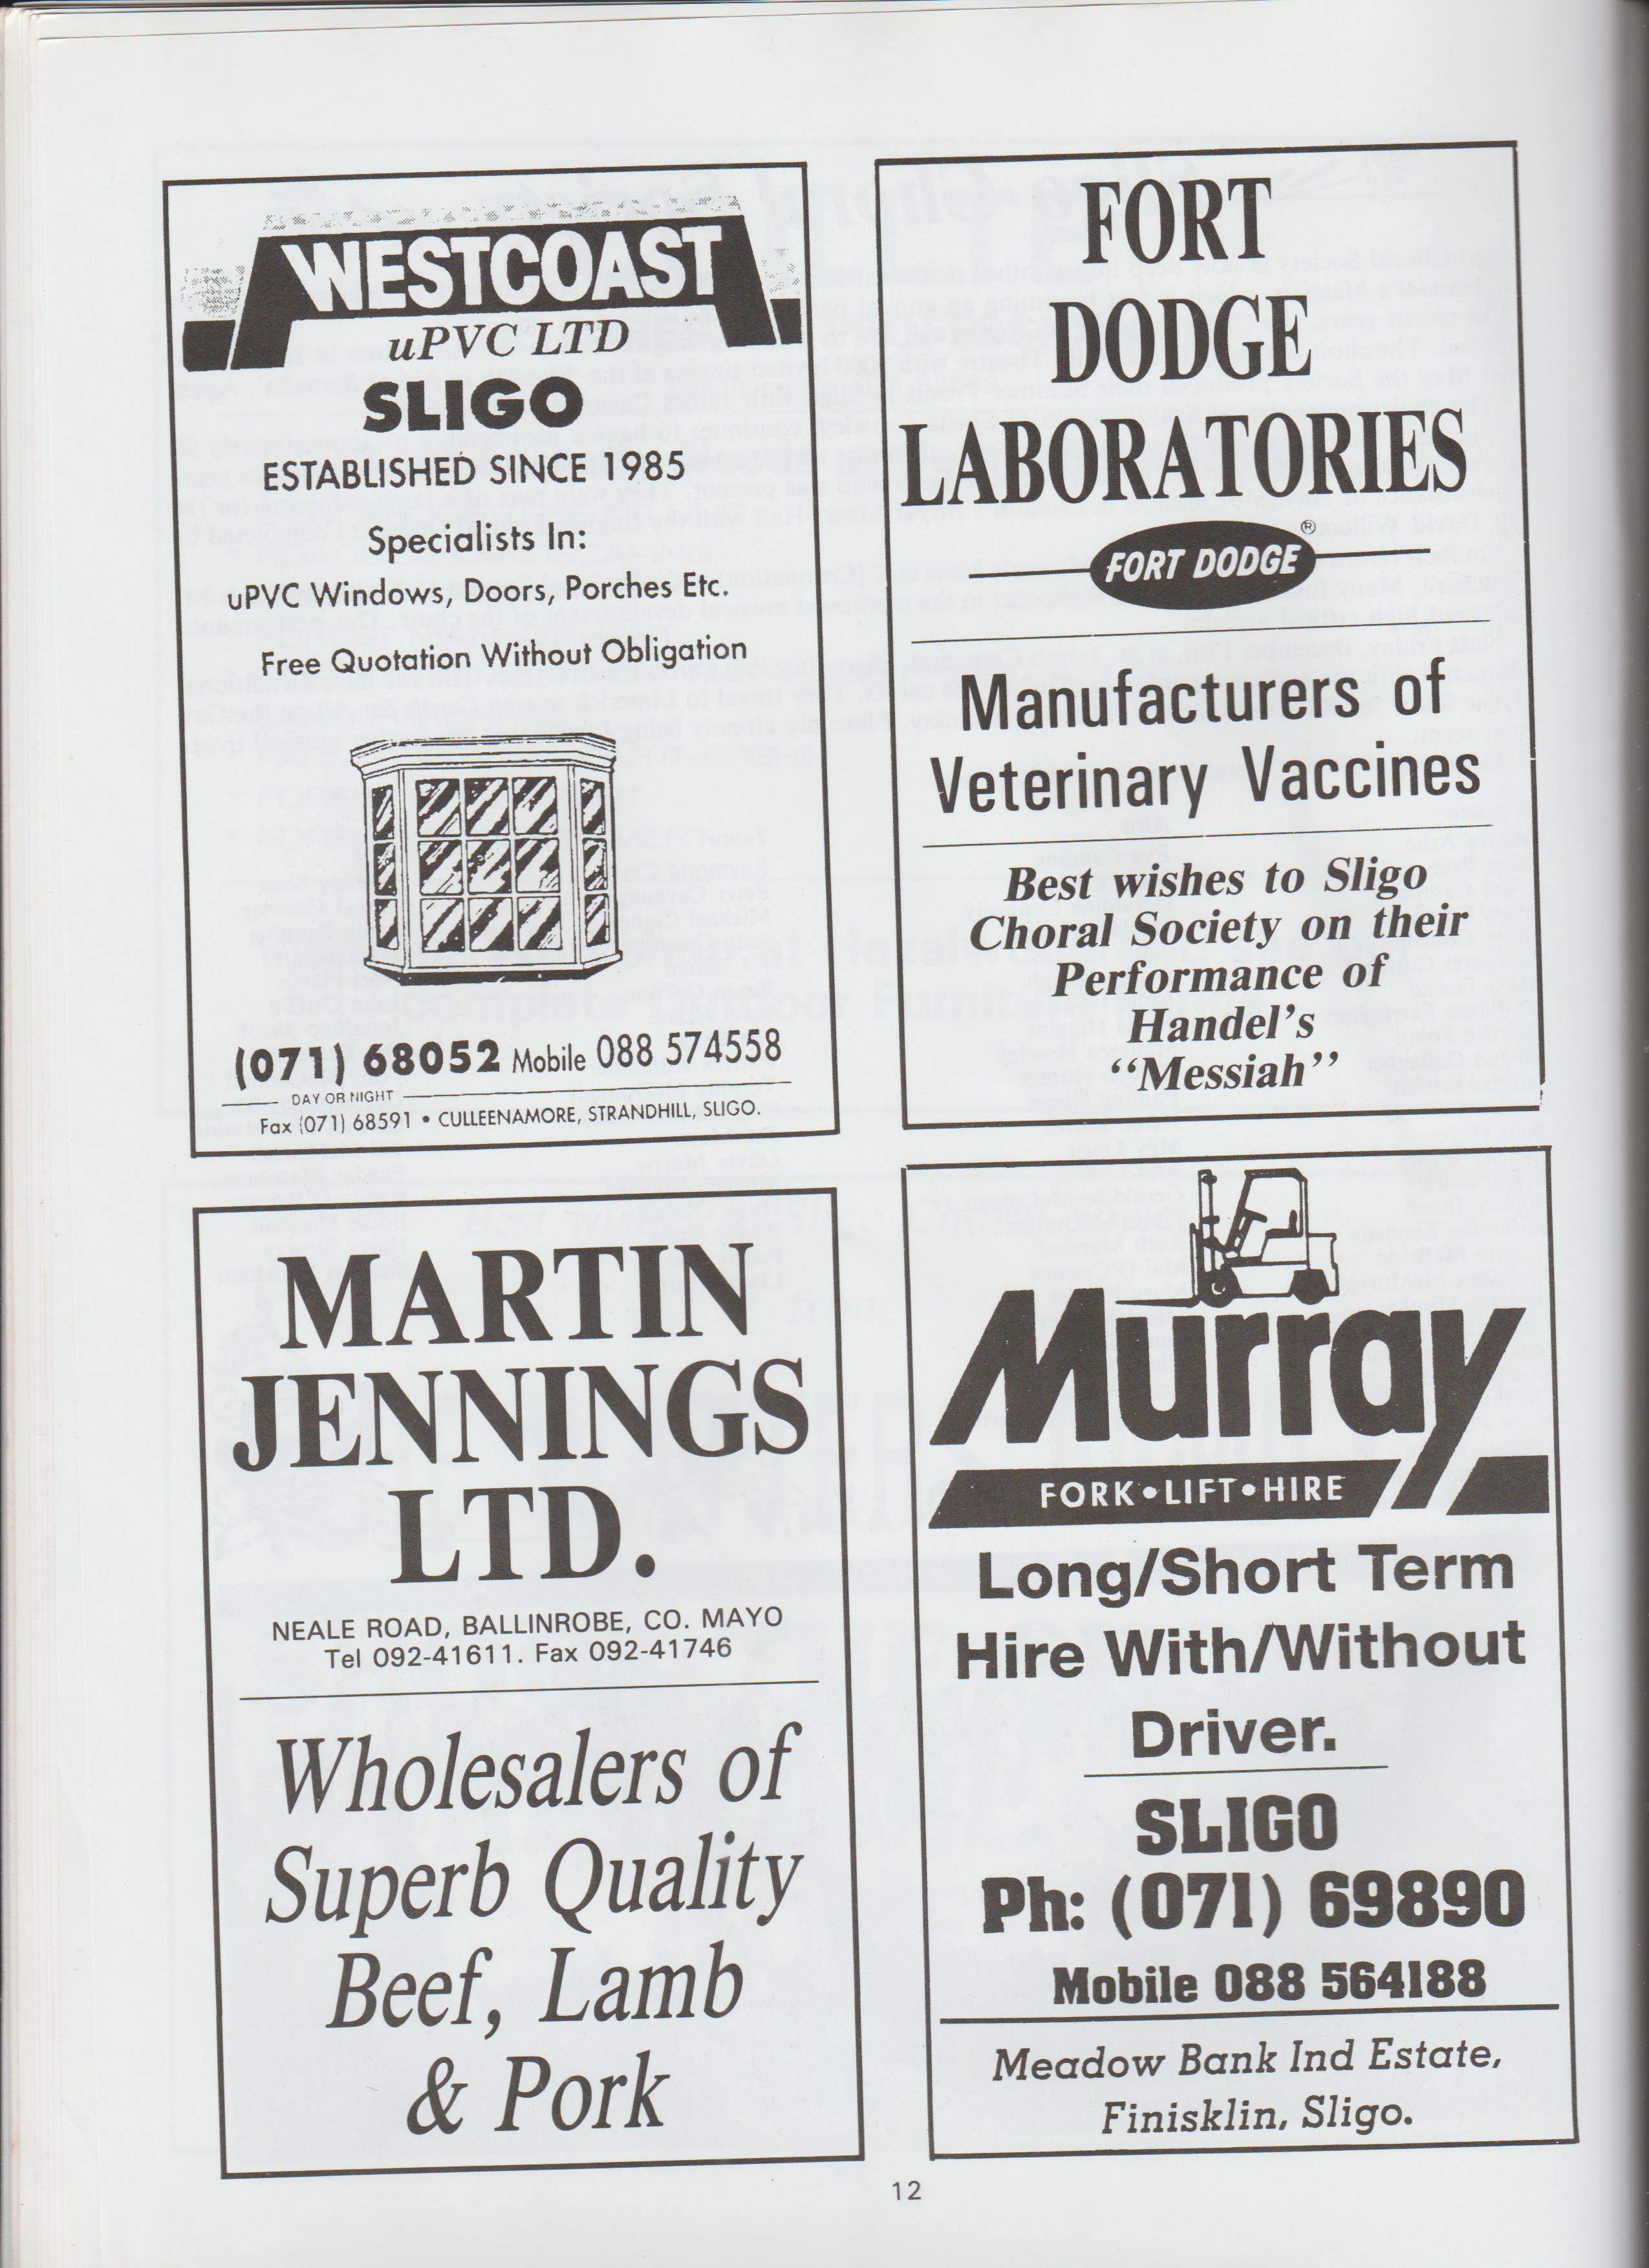 WESTCOAST
uPVC LTD
SLIGO
ESTABLISHED SINCE 1985
Specialists In:
uPVC Windows, Doors, Porches Etc.
Free Quotation Without Obligation
(071) 68052 Mobile 088 574558
DAY OR NIGHT
Fax (071) 68591 • CULLEENAMORE, STRANDHILL, SLIGO.
FORT
DODGE
LABORATORIES
FORT DODGE ®
Manufacturers of
Veterinary Vaccines
Best wishes to Sligo
Choral Society on their
Performance of
Handel's
"Messiah"
MARTIN
JENNINGS
LTD.
NEALE ROAD, BALLINROBE, CO. MAYO
Tel 092-41611. Fax 092-41746
Wholesalers of
Superb Quality
Beef, Lamb
& Pork
Murray
FORK•LIFT•HIRE
Long/Short Term
Hire With/Without
Driver.
SLIGO
Ph: (071) 69890
Mobile 088 564188
Meadow Bank Ind Estate,
Finisklin, Sligo.
12